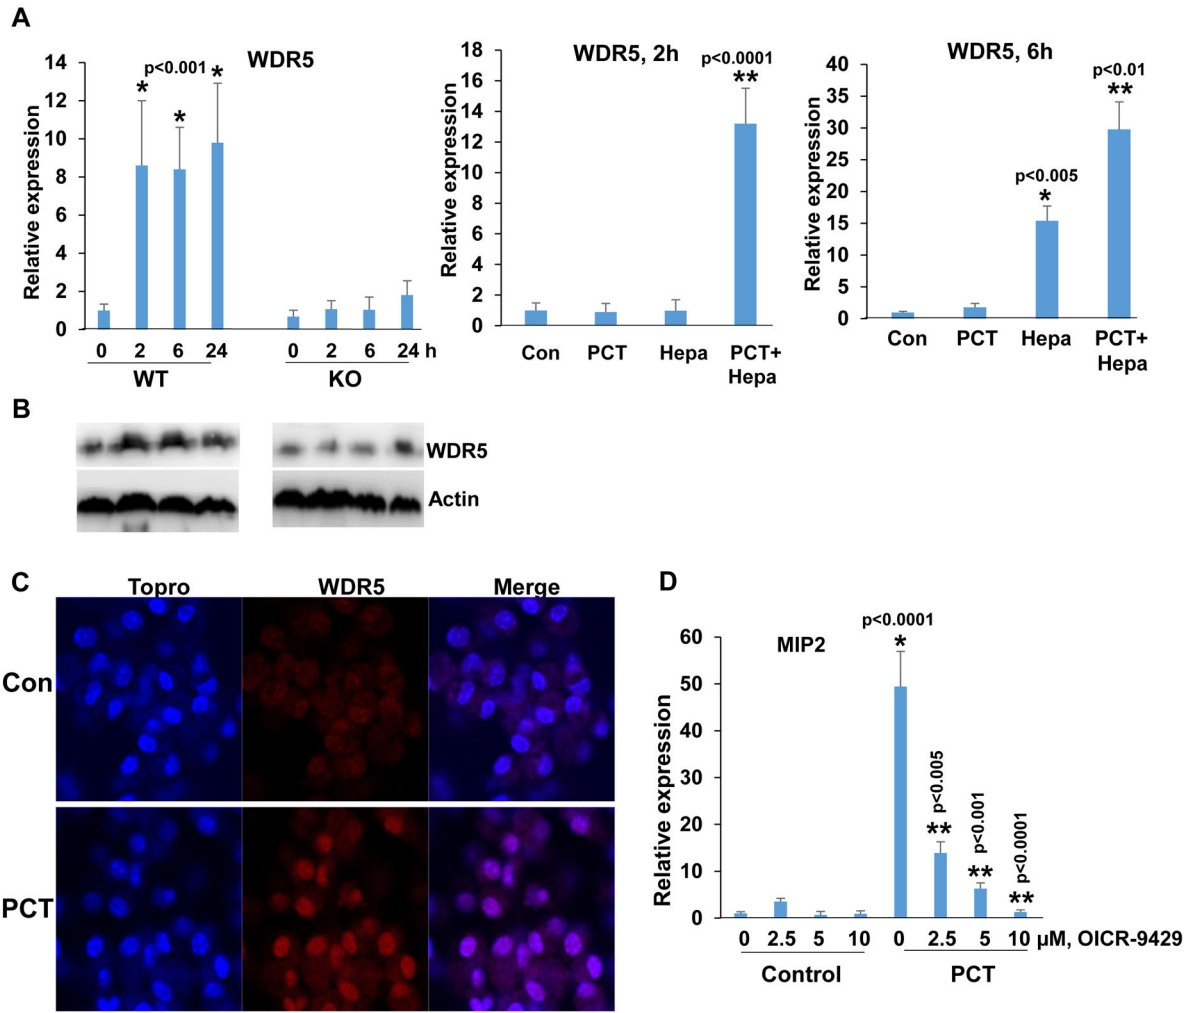 A
WDR5
p<0.001
* * *
Relative expression
14
12
10
8
6
4
2
0
0 2 6 24 0 2 6 24 h
WT KO
WDR5, 2h
p<0.0001
**
Relative expression
18
16
14
12
10
8
6
4
2
0
Con PCT Hepa PCT+
Hepa
WDR5, 6h
p<0.01
**
p<0.005
*
Relative expression
40
35
30
25
20
15
10
5
0
Con PCT Hepa PCT+
Hepa
B
WDR5
Actin
C
Topro WDR5 Merge
Con
PCT
D
MIP2
p<0.0001
*
p<0.005
**
p<0.001
**
p<0.0001
**
Relative expression
60
50
40
30
20
10
0
0 2.5 5 10 0 2.5 5 10 µM, OICR-9429
Control PCT